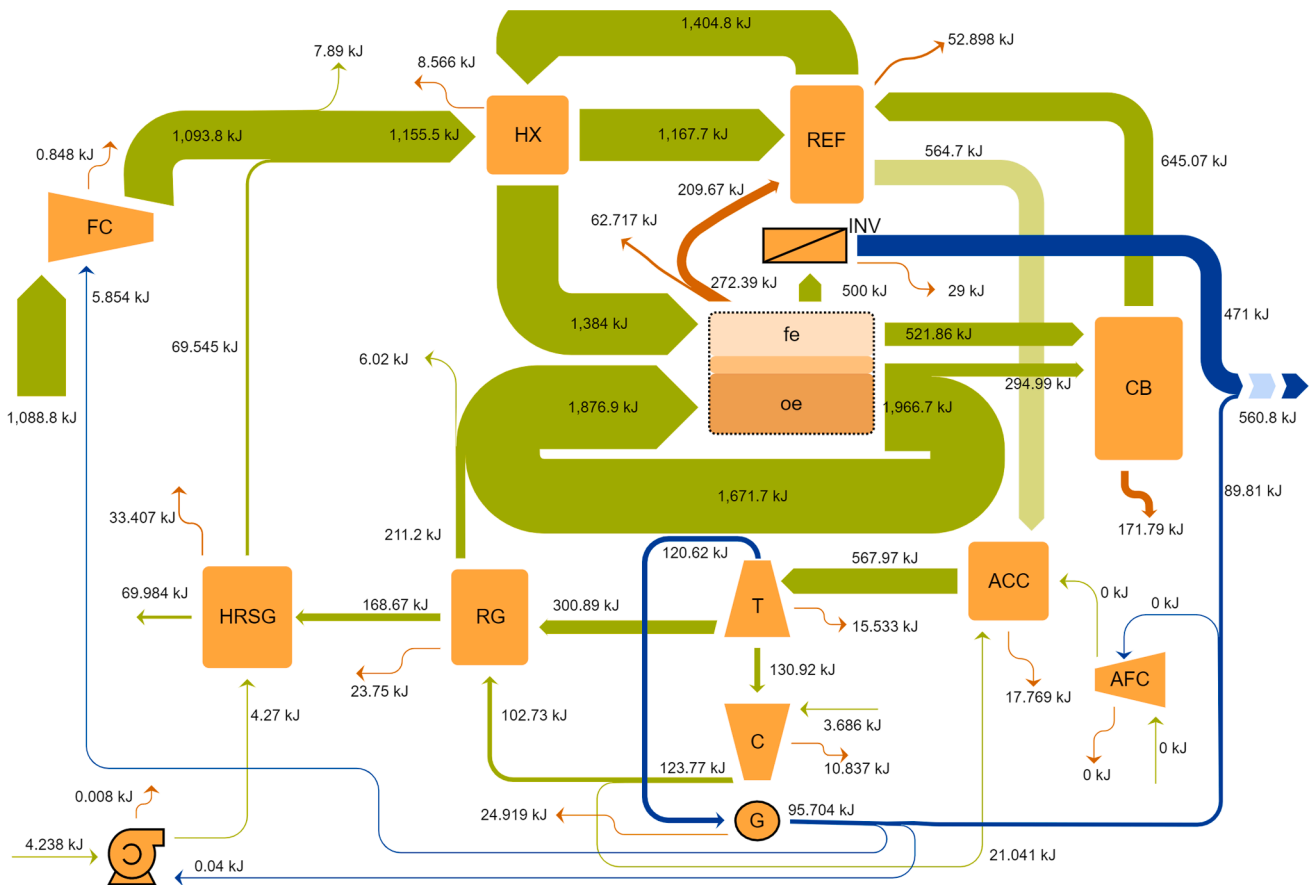 1,404.8 kJ
52.898 kJ
7.89 kJ
8.566 kJ
HX
REF
1,093.8 kJ
1,155.5 kJ
1,167.7 kJ
0.848 kJ
564.7 kJ
645.07 kJ
209.67 kJ
62.717 kJ
FC
INV
272.39 kJ
500 kJ
29 kJ
5.854 kJ
471 kJ
1,384 kJ
fe
521.86 kJ
69.545 kJ
6.02 kJ
294.99 kJ
CB
1,088.8 kJ
1,876.9 kJ
oe
1,966.7 kJ
560.8 kJ
1,671.7 kJ
89.81 kJ
33.407 kJ
171.79 kJ
211.2 kJ
120.62 kJ
567.97 kJ
ACC
69.984 kJ
HRSG
168.67 kJ
RG
300.89 kJ
T
0 kJ
0 kJ
15.533 kJ
130.92 kJ
AFC
23.75 kJ
17.769 kJ
4.27 kJ
102.73 kJ
3.686 kJ
C
0 kJ
123.77 kJ
10.837 kJ
0 kJ
0.008 kJ
24.919 kJ
G
95.704 kJ
4.238 kJ
21.041 kJ
0.04 kJ